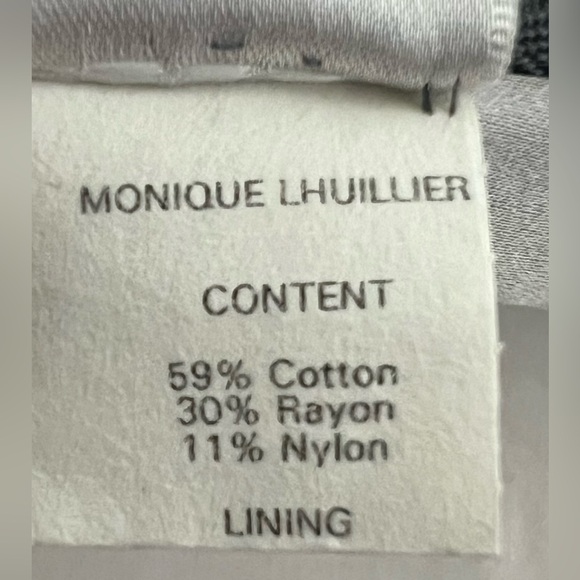 MONIQUE LHUILLIER
CONTENT
59% Cotton
30% Rayon
11% Nylon
LINING